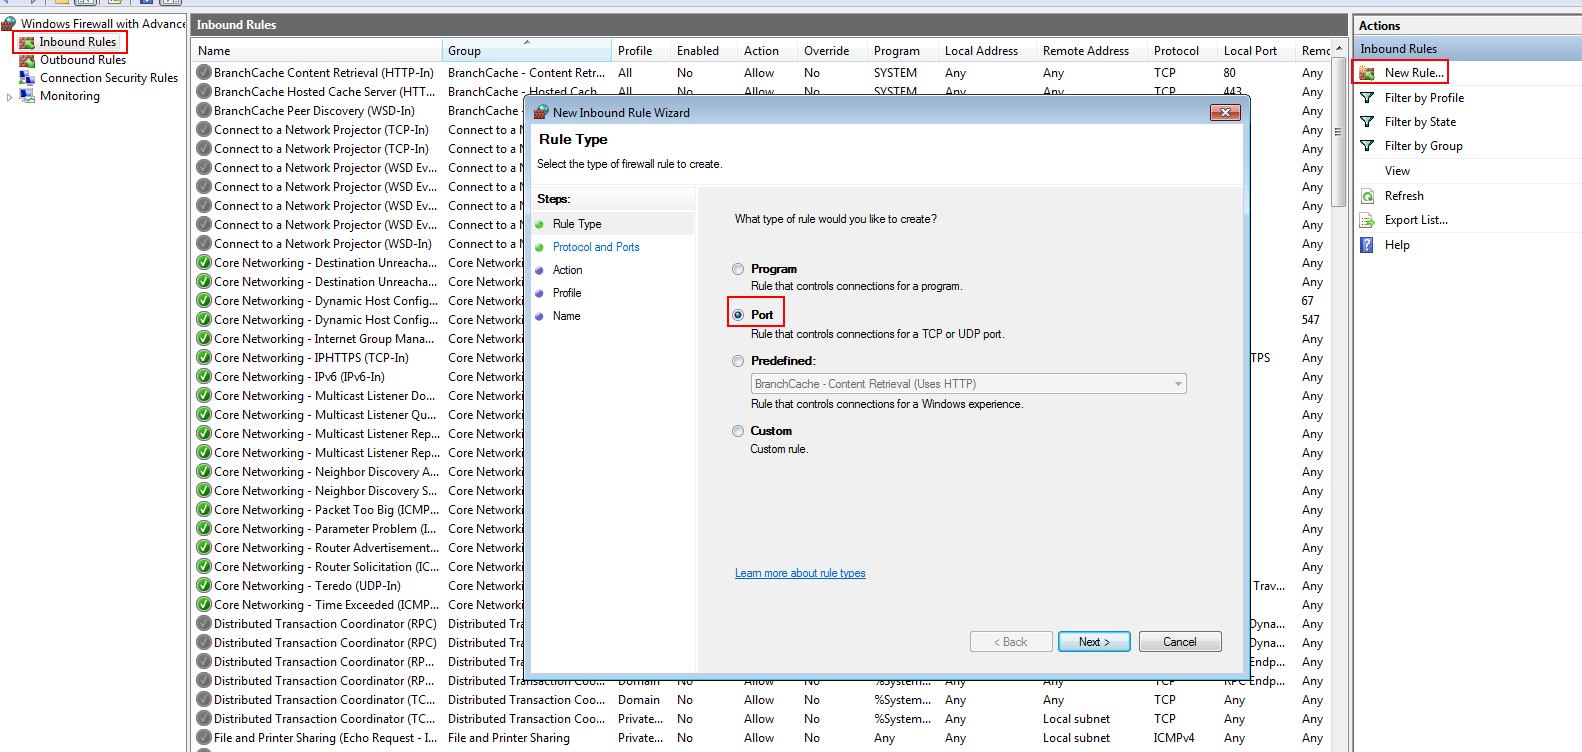 Windows Firewall with Advance
Inbound Rules
Outbound Rules
Connection Security Rules
Monitoring
Inbound Rules
Name Group Profile Enabled Action Override Program Local Address Remote Address Protocol Local Port Remo
BranchCache Content Retrieval (HTTP-In) BranchCache - Content Retr... All No Allow No SYSTEM Any Any TCP 80 Any
BranchCache Hosted Cache Server (HTT... BranchCache - Hosted Cach All No Allow No SYSTEM Any Any TCP 443 Any
BranchCache Peer Discovery (WSD-In) BranchCache Any
Connect to a Network Projector (TCP-In) Connect to a N Any
Connect to a Network Projector (TCP-In) Connect to a N Any
Connect to a Network Projector (WSD Ev... Connect to a N Any
Connect to a Network Projector (WSD Ev... Connect to a N Any
Connect to a Network Projector (WSD Ev... Connect to a N Any
Connect to a Network Projector (WSD Ev... Connect to a N Any
Connect to a Network Projector (WSD-In) Connect to a N Any
Core Networking - Destination Unreacha... Core Networki Any
Core Networking - Destination Unreacha... Core Networki Any
Core Networking - Dynamic Host Config... Core Networki 67
Core Networking - Dynamic Host Config... Core Networki 547
Core Networking - Internet Group Mana... Core Networki Any
Core Networking - IPHTTPS (TCP-In) Core Networki TPS Any
Core Networking - IPv6 (IPv6-In) Core Networki Any
Core Networking - Multicast Listener Do... Core Networki Any
Core Networking - Multicast Listener Qu... Core Networki Any
Core Networking - Multicast Listener Rep... Core Networki Any
Core Networking - Multicast Listener Rep... Core Networki Any
Core Networking - Neighbor Discovery A... Core Networki Any
Core Networking - Neighbor Discovery S... Core Networki Any
Core Networking - Packet Too Big (ICMP... Core Networki Any
Core Networking - Parameter Problem (I... Core Networki Any
Core Networking - Router Advertisement... Core Networki Any
Core Networking - Router Solicitation (IC... Core Networki Any
Core Networking - Teredo (UDP-In) Core Networki Trav... Any
Core Networking - Time Exceeded (ICMP... Core Networki Any
Distributed Transaction Coordinator (RPC) Distributed Tra Dyna... Any
Distributed Transaction Coordinator (RPC) Distributed Tra Dyna... Any
Distributed Transaction Coordinator (RP... Distributed Tra Endp... Any
Distributed Transaction Coordinator (RP... Distributed Transaction Coo... Domain No Allow No %System... Any Any TCP RPC Endp... Any
Distributed Transaction Coordinator (TC... Distributed Transaction Coo... Domain No Allow No %System... Any Any TCP Any Any
Distributed Transaction Coordinator (TC... Distributed Transaction Coo... Private... No Allow No %System... Any Local subnet TCP Any Any
File and Printer Sharing (Echo Request - I... File and Printer Sharing Private... No Allow No Any Any Local subnet ICMPv4 Any Any
New Inbound Rule Wizard
Rule Type
Select the type of firewall rule to create.
Steps:
Rule Type
Protocol and Ports
Action
Profile
Name
What type of rule would you like to create?
Program
Rule that controls connections for a program.
Port
Rule that controls connections for a TCP or UDP port.
Predefined:
BranchCache - Content Retrieval (Uses HTTP)
Rule that controls connections for a Windows experience.
Custom
Custom rule.
Learn more about rule types
< Back Next > Cancel
Actions
Inbound Rules
New Rule...
Filter by Profile
Filter by State
Filter by Group
View
Refresh
Export List...
Help